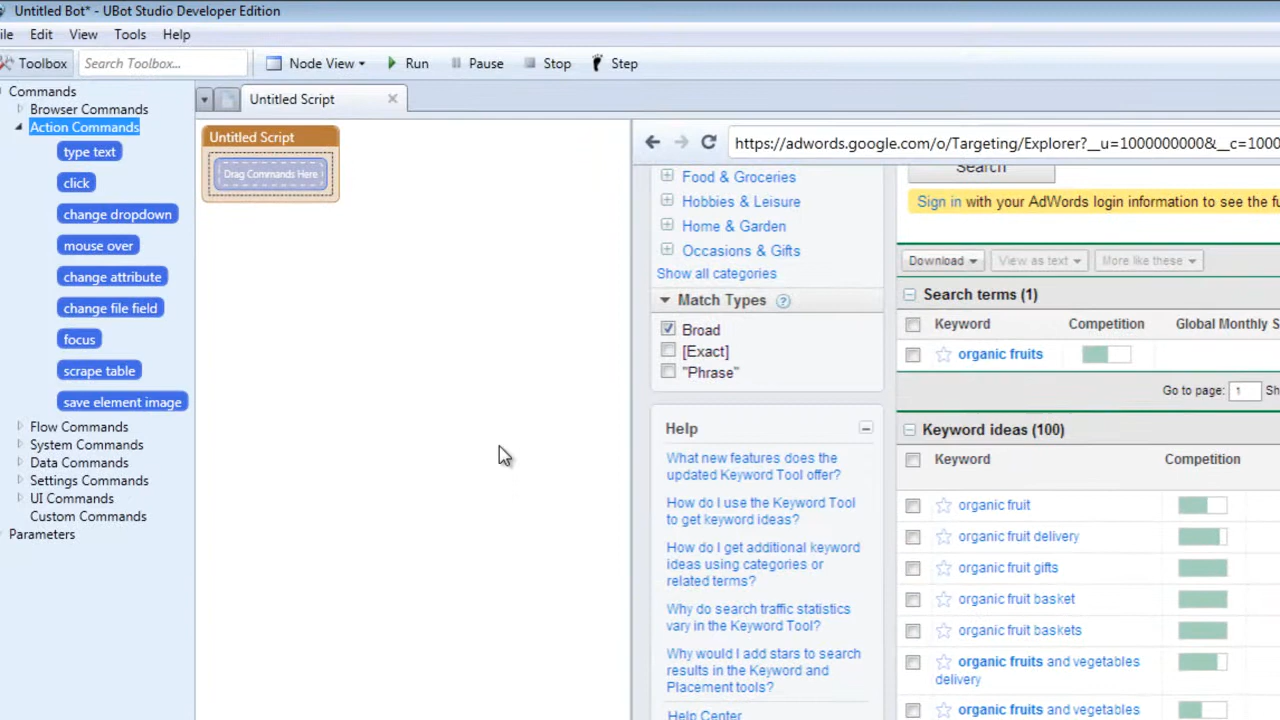 Untitled Bot* - UBot Studio Developer Edition
ile Edit View Tools Help
Toolbox Search Toolbox... Node View Run Pause Stop Step
Commands
Browser Commands
Action Commands
type text
click
change dropdown
mouse over
change attribute
change file field
focus
scrape table
save element image
Flow Commands
System Commands
Data Commands
Settings Commands
UI Commands
Custom Commands
Parameters
Untitled Script
Untitled Script
Drag Commands Here
https://adwords.google.com/o/Targeting/Explorer?__u=1000000000&__c=1000
Food & Groceries
Hobbies & Leisure
Home & Garden
Occasions & Gifts
Show all categories
Match Types ?
Broad
[Exact]
"Phrase"
Help
What new features does the
updated Keyword Tool offer?
How do I use the Keyword Tool
to get keyword ideas?
How do I get additional keyword
ideas using categories or
related terms?
Why do search traffic statistics
vary in the Keyword Tool?
Why would I add stars to search
results in the Keyword and
Placement tools?
Help Center
Search
Sign in with your AdWords login information to see the fu
Download View as text More like these
Search terms (1)
Keyword Competition Global Monthly S
organic fruits
Go to page: 1 Sh
Keyword ideas (100)
Keyword Competition
organic fruit
organic fruit delivery
organic fruit gifts
organic fruit basket
organic fruit baskets
organic fruits and vegetables
delivery
organic fruits and vegetables